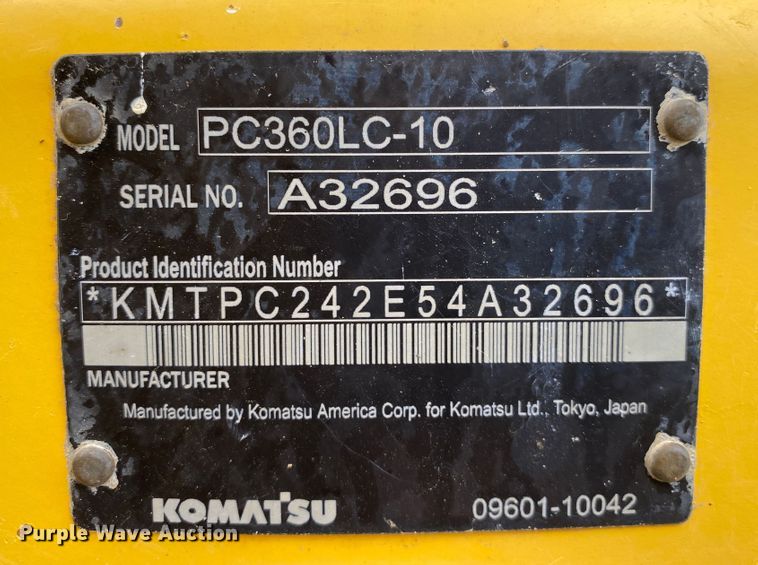 MODEL PC360LC-10
SERIAL NO. A32696
Product Identification Number
*KMTPC242E54A32696*
MANUFACTURER
Manufactured by Komatsu America Corp. for Komatsu Ltd., Tokyo, Japan
KOMATSU 09601-10042
Purple Wave Auction